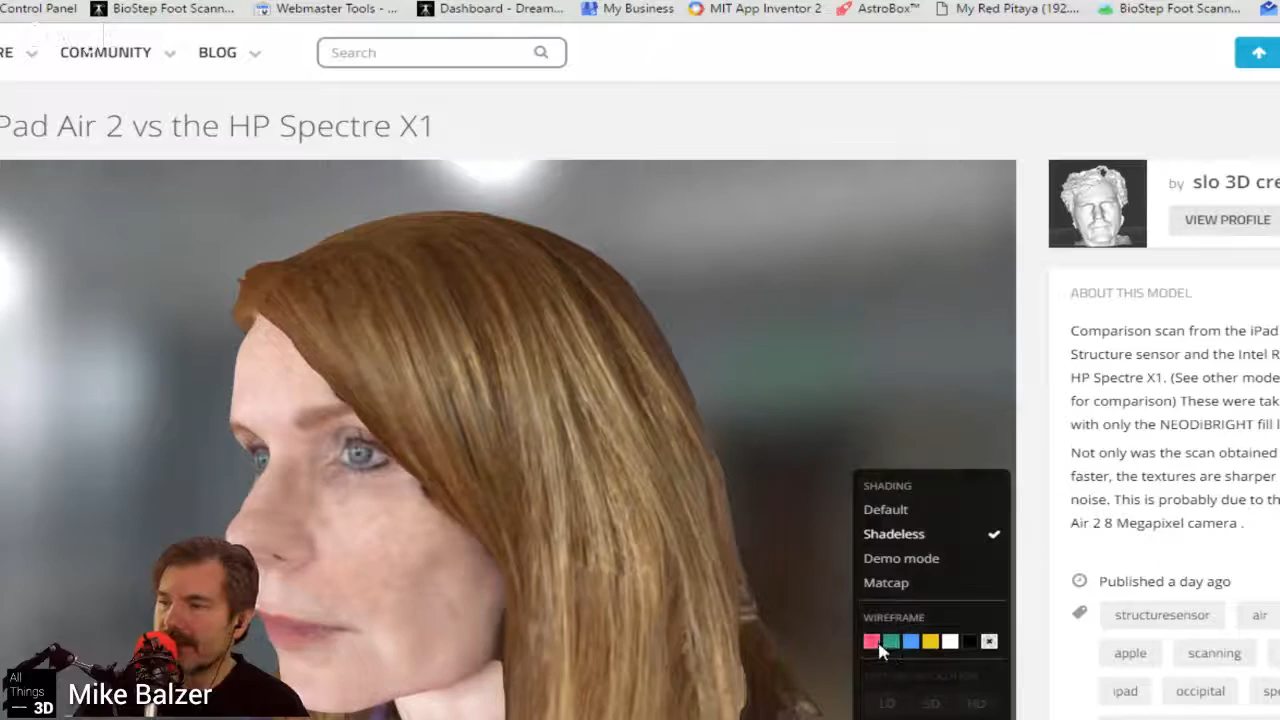 Control Panel BioStep Foot Scann... Webmaster Tools - ... Dashboard - Dream... My Business MIT App Inventor 2 AstroBox™ My Red Pitaya (192.... BioStep Foot Scann...
RE COMMUNITY BLOG Search
Pad Air 2 vs the HP Spectre X1
by slo 3D cre
VIEW PROFILE
ABOUT THIS MODEL
Comparison scan from the iPad
Structure sensor and the Intel R
HP Spectre X1. (See other mode
for comparison) These were tak
with only the NEODiBRIGHT fill l
Not only was the scan obtained
faster, the textures are sharper
noise. This is probably due to th
Air 2 8 Megapixel camera .
Published a day ago
structuresensor air
apple scanning
ipad occipital sp
SHADING
Default
Shadeless
Demo mode
Matcap
WIREFRAME
LD SD HD
All
Things
3D
Mike Balzer